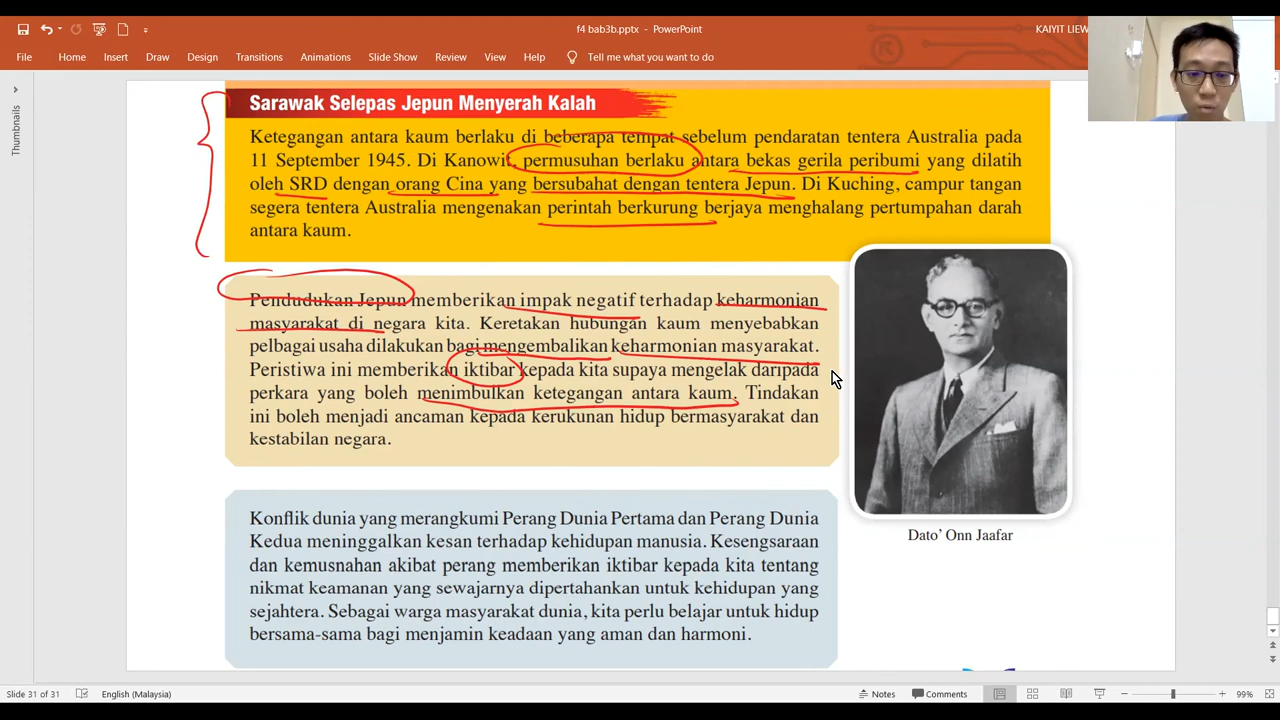 f4 bab3b.pptx - PowerPoint
KAIYIT LIEW
File Home Insert Draw Design Transitions Animations Slide Show Review View Help Tell me what you want to do
Thumbnails
Sarawak Selepas Jepun Menyerah Kalah
Ketegangan antara kaum berlaku di beberapa tempat sebelum pendaratan tentera Australia pada
11 September 1945. Di Kanowit, permusuhan berlaku antara bekas gerila peribumi yang dilatih
oleh SRD dengan orang Cina yang bersubahat dengan tentera Jepun. Di Kuching, campur tangan
segera tentera Australia mengenakan perintah berkurung berjaya menghalang pertumpahan darah
antara kaum.
Pendudukan Jepun memberikan impak negatif terhadap keharmonian
masyarakat di negara kita. Keretakan hubungan kaum menyebabkan
pelbagai usaha dilakukan bagi mengembalikan keharmonian masyarakat.
Peristiwa ini memberikan iktibar kepada kita supaya mengelak daripada
perkara yang boleh menimbulkan ketegangan antara kaum. Tindakan
ini boleh menjadi ancaman kepada kerukunan hidup bermasyarakat dan
kestabilan negara.
Dato' Onn Jaafar
Konflik dunia yang merangkumi Perang Dunia Pertama dan Perang Dunia
Kedua meninggalkan kesan terhadap kehidupan manusia. Kesengsaraan
dan kemusnahan akibat perang memberikan iktibar kepada kita tentang
nikmat keamanan yang sewajarnya dipertahankan untuk kehidupan yang
sejahtera. Sebagai warga masyarakat dunia, kita perlu belajar untuk hidup
bersama-sama bagi menjamin keadaan yang aman dan harmoni.
Slide 31 of 31 English (Malaysia) Notes Comments 99%